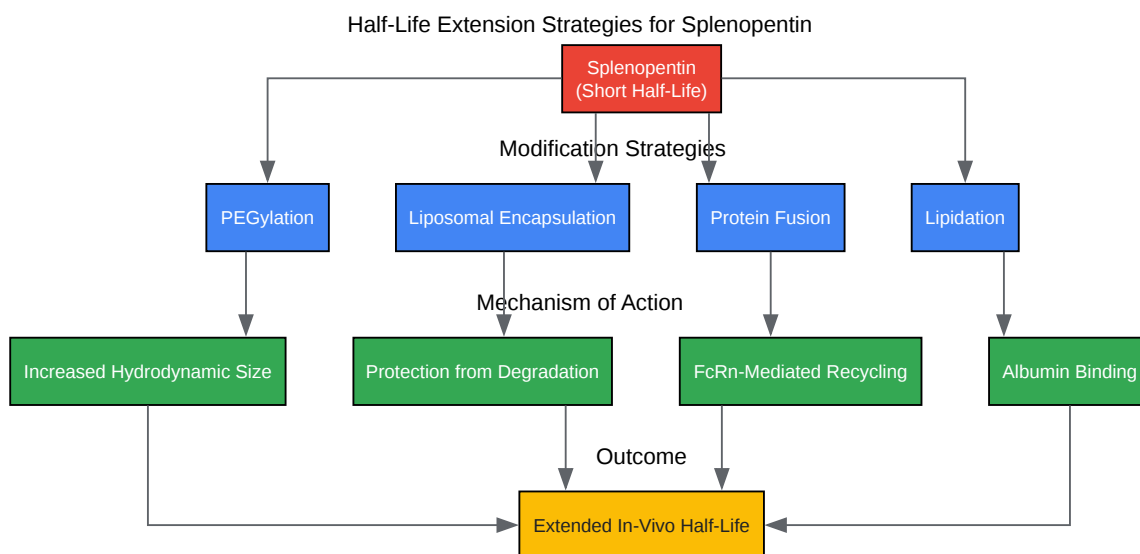 Half-Life Extension Strategies for Splenopentin
Splenopentin
(Short Half-Life)
Modification Strategies
PEGylation
Liposomal Encapsulation
Protein Fusion
Lipidation
Mechanism of Action
Increased Hydrodynamic Size
Protection from Degradation
FcRn-Mediated Recycling
Albumin Binding
Outcome
Extended In-Vivo Half-Life